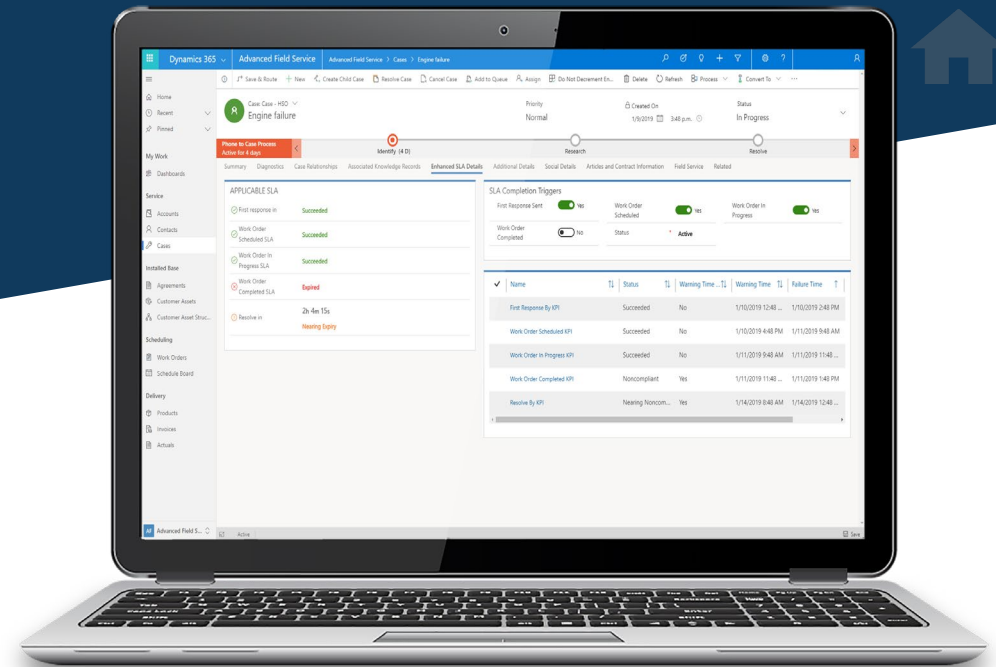 Dynamics 365
Advanced Field Service
Advanced Field Service > Cases > Engine failure
Save & Route
New
Create Child Case
Resolve Case
Cancel Case
Add to Queue
Assign
Do Not Decrement En...
Delete
Refresh
Process
Convert To
Home
Recent
Pinned
My Work
Dashboards
Service
Accounts
Contacts
Cases
Installed Base
Agreements
Customer Assets
Customer Asset Struc...
Scheduling
Work Orders
Schedule Board
Delivery
Products
Invoices
Actuals
AF Advanced Field S...
Case: Case - HSO
Engine failure
Priority
Normal
Created On
1/9/2019 3:48 p.m.
Status
In Progress
Phone to Case Process
Active for 4 days
Identify (4 D)
Research
Resolve
Summary Diagnostics Case Relationships Associated Knowledge Records Enhanced SLA Details Additional Details Social Details Articles and Contract Information Field Service Related
APPLICABLE SLA
First response in Succeeded
Work Order
Scheduled SLA Succeeded
Work Order In
Progress SLA Succeeded
Work Order
Completed SLA Expired
Resolve in 2h 4m 15s
Nearing Expiry
SLA Completion Triggers
First Response Sent Yes
Work Order
Scheduled Yes
Work Order In
Progress Yes
Work Order
Completed No
Status * Active
Name Status Warning Time ... Warning Time Failure Time
First Response By KPI Succeeded No 1/10/2019 12:48 ... 1/10/2019 2:48 PM
Work Order Scheduled KPI Succeeded No 1/10/2019 4:48 PM 1/11/2019 9:48 AM
Work Order In Progress KPI Succeeded No 1/11/2019 9:48 AM 1/11/2019 11:48 ...
Work Order Completed KPI Noncompliant Yes 1/11/2019 11:48 ... 1/11/2019 1:48 PM
Resolve By KPI Nearing Noncom... Yes 1/14/2019 8:48 AM 1/14/2019 12:48 ...
Active
Save